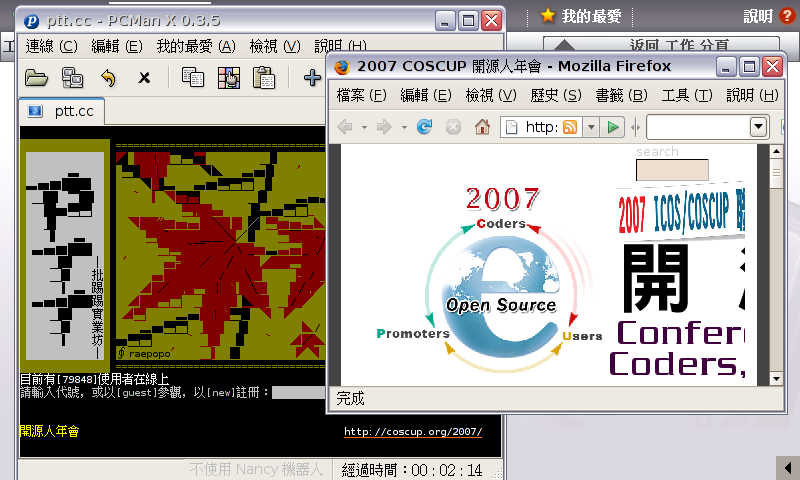 我的最愛
說明
返回 工作 分頁
ptt.cc - PCMan X 0.3.5
連線 (C) 編輯 (E) 我的最愛 (A) 檢視 (V) 說明 (H)
ptt.cc
批踢踢實業坊
raepopo
目前有[79848]使用者在線上
請輸入代號，或以[guest]參觀，以[new]註冊：
開源人年會
http://coscup.org/2007/
不使用 Nancy 機器人
經過時間：00 : 02 : 14
2007 COSCUP 開源人年會 - Mozilla Firefox
檔案 (F) 編輯 (E) 檢視 (V) 歷史 (S) 書籤 (B) 工具 (T) 說明 (H)
http:
search
2007
Coders
Open Source
Promoters
Users
2007 ICOS/COSCUP
開
Confer
Coders,
完成